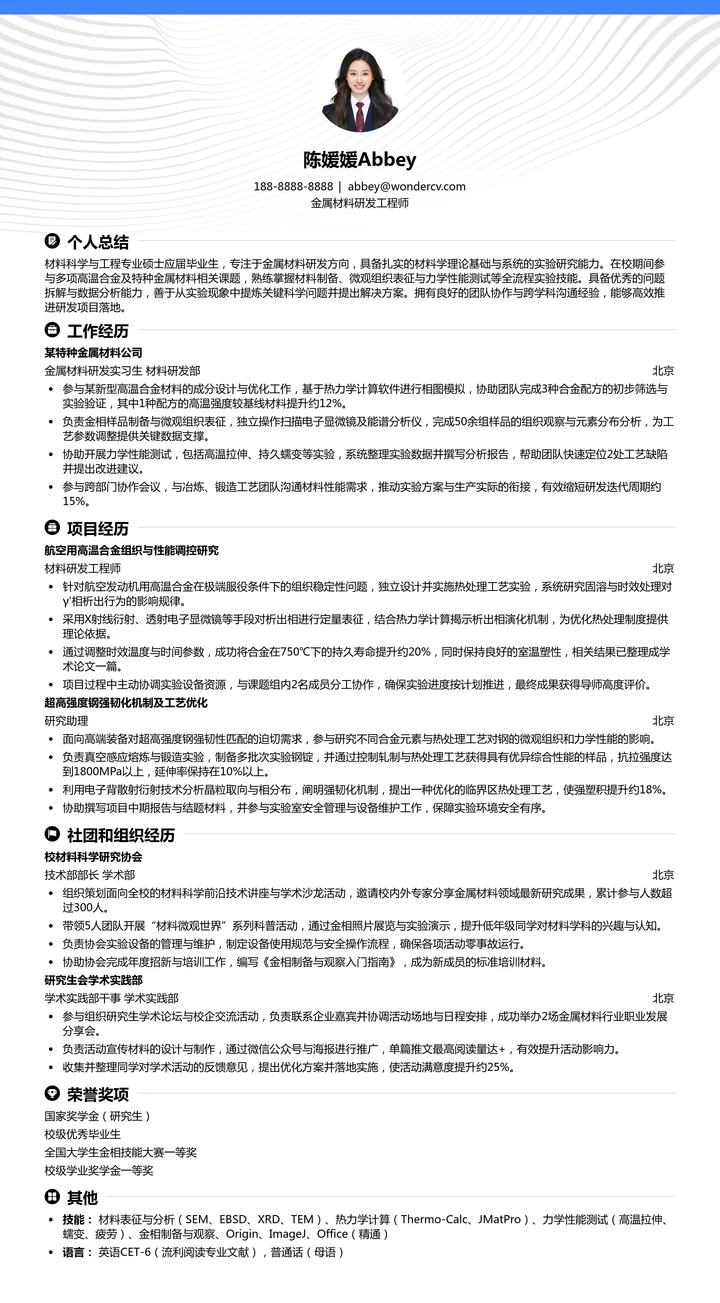 陈媛媛Abbey
188-8888-8888 | abbey@wondercv.com
金属材料研发工程师
个人总结
材料科学与工程专业硕士应届毕业生，专注于金属材料研发方向，具备扎实的材料学理论基础与系统的实验研究能力。在校期间参
与多项高温合金及特种金属材料相关课题，熟练掌握材料制备、微观组织表征与力学性能测试等全流程实验技能。具备优秀的问题
拆解与数据分析能力，善于从实验现象中提炼关键科学问题并提出解决方案。拥有良好的团队协作与跨学科沟通经验，能够高效推
进研发项目落地。
工作经历
某特种金属材料公司
金属材料研发实习生 材料研发部 北京
• 参与某新型高温合金材料的成分设计与优化工作，基于热力学计算软件进行相图模拟，协助团队完成3种合金配方的初步筛选与
实验验证，其中1种配方的高温强度较基线材料提升约12%。
• 负责金相样品制备与微观组织表征，独立操作扫描电子显微镜及能谱分析仪，完成50余组样品的组织观察与元素分布分析，为工
艺参数调整提供关键数据支撑。
• 协助开展力学性能测试，包括高温拉伸、持久蠕变等实验，系统整理实验数据并撰写分析报告，帮助团队快速定位2处工艺缺陷
并提出改进建议。
• 参与跨部门协作会议，与冶炼、锻造工艺团队沟通材料性能需求，推动实验方案与生产实际的衔接，有效缩短研发迭代周期约
15%。
项目经历
航空用高温合金组织与性能调控研究
材料研发工程师 北京
• 针对航空发动机用高温合金在极端服役条件下的组织稳定性问题，独立设计并实施热处理工艺实验，系统研究固溶与时效处理对
γ'相析出行为的影响规律。
• 采用X射线衍射、透射电子显微镜等手段对析出相进行定量表征，结合热力学计算揭示析出相演化机制，为优化热处理制度提供
理论依据。
• 通过调整时效温度与时间参数，成功将合金在750℃下的持久寿命提升约20%，同时保持良好的室温塑性，相关结果已整理成学
术论文一篇。
• 项目过程中主动协调实验设备资源，与课题组内2名成员分工协作，确保实验进度按计划推进，最终成果获得导师高度评价。
超高强度钢强韧化机制及工艺优化
研究助理 北京
• 面向高端装备对超高强度钢强韧性匹配的迫切需求，参与研究不同合金元素与热处理工艺对钢的微观组织和力学性能的影响。
• 负责真空感应熔炼与锻造实验，制备多批次实验钢锭，并通过控制轧制与热处理工艺获得具有优异综合性能的样品，抗拉强度达
到1800MPa以上，延伸率保持在10%以上。
• 利用电子背散射衍射技术分析晶粒取向与相分布，阐明强韧化机制，提出一种优化的临界区热处理工艺，使强塑积提升约18%。
• 协助撰写项目中期报告与结题材料，并参与实验室安全管理与设备维护工作，保障实验环境安全有序。
社团和组织经历
校材料科学研究协会
技术部部长 学术部 北京
• 组织策划面向全校的材料科学前沿技术讲座与学术沙龙活动，邀请校内外专家分享金属材料领域最新研究成果，累计参与人数超
过300人。
• 带领5人团队开展“材料微观世界”系列科普活动，通过金相照片展览与实验演示，提升低年级同学对材料学科的兴趣与认知。
• 负责协会实验设备的管理与维护，制定设备使用规范与安全操作流程，确保各项活动零事故运行。
• 协助协会完成年度招新与培训工作，编写《金相制备与观察入门指南》，成为新成员的标准培训材料。
研究生会学术实践部
学术实践部干事 学术实践部 北京
• 参与组织研究生学术论坛与校企交流活动，负责联系企业嘉宾并协调活动场地与日程安排，成功举办2场金属材料行业职业发展
分享会。
• 负责活动宣传材料的设计与制作，通过微信公众号与海报进行推广，单篇推文最高阅读量达+，有效提升活动影响力。
• 收集并整理同学对学术活动的反馈意见，提出优化方案并落地实施，使活动满意度提升约25%。
荣誉奖项
国家奖学金（研究生）
校级优秀毕业生
全国大学生金相技能大赛一等奖
校级学业奖学金一等奖
其他
• 技能： 材料表征与分析（SEM、EBSD、XRD、TEM）、热力学计算（Thermo-Calc、JMatPro）、力学性能测试（高温拉伸、
蠕变、疲劳）、金相制备与观察、Origin、ImageJ、Office（精通）
• 语言： 英语CET-6（流利阅读专业文献），普通话（母语）